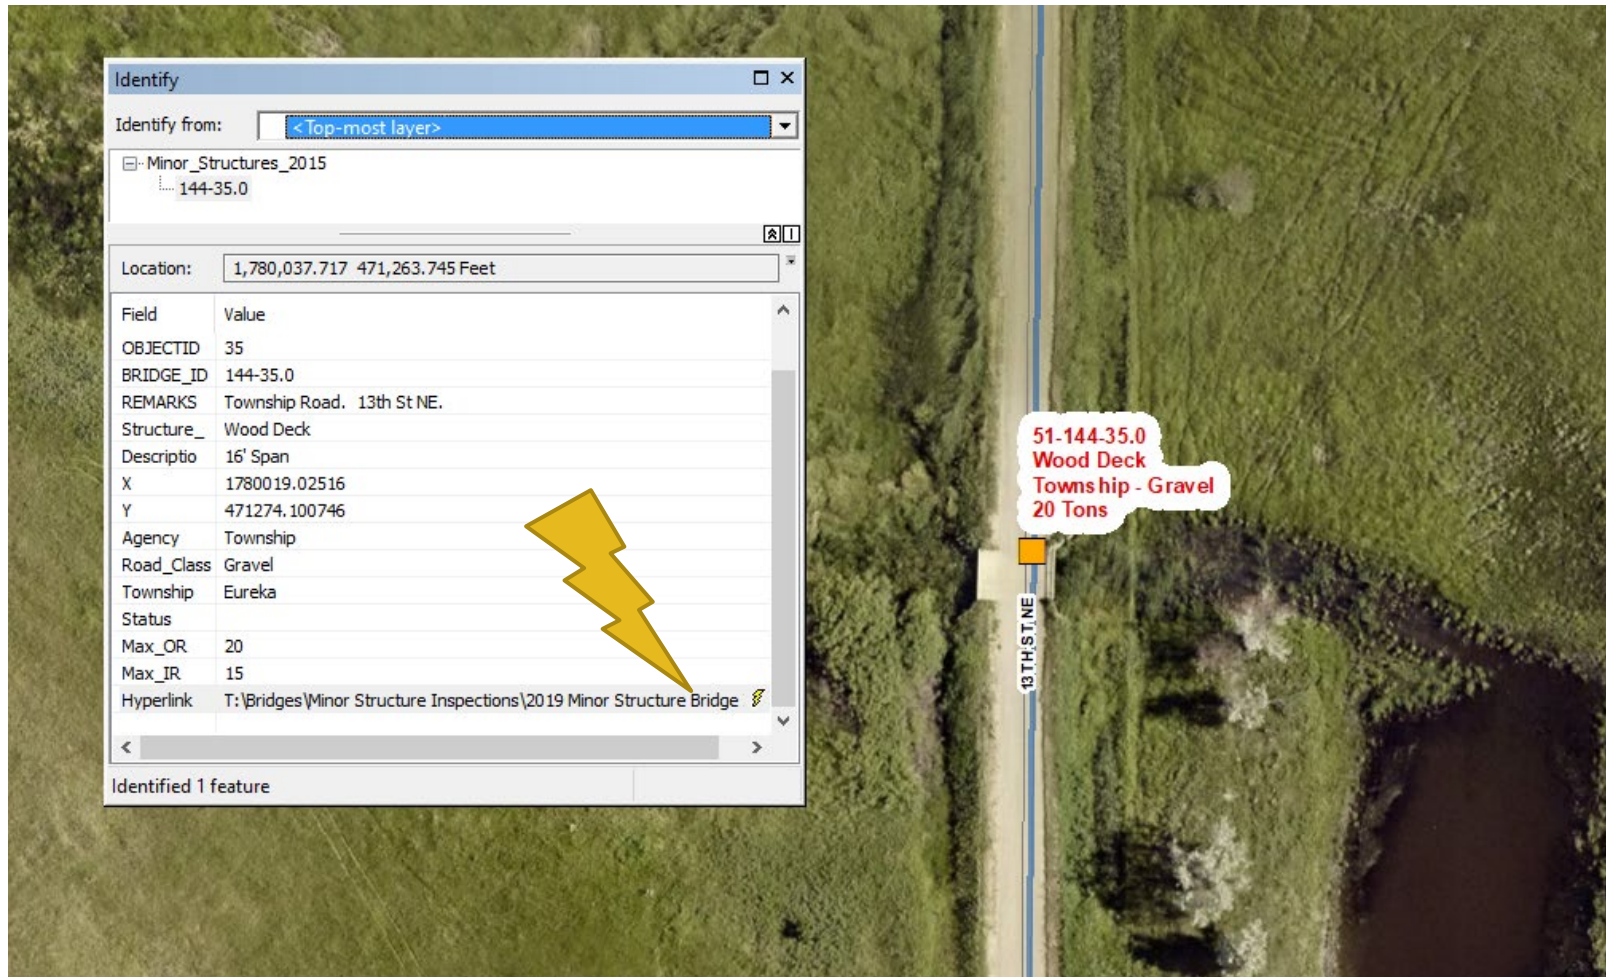 Identify
Identify from: <Top-most layer>
Minor_Structures_2015
144-35.0
Location: 1,780,037.717 471,263.745 Feet
Field Value
OBJECTID 35
BRIDGE_ID 144-35.0
REMARKS Township Road. 13th St NE.
Structure_ Wood Deck
Descriptio 16' Span
X 1780019.02516
Y 471274.100746
Agency Township
Road_Class Gravel
Township Eureka
Status
Max_OR 20
Max_IR 15
Hyperlink T:\Bridges\Minor Structure Inspections\2019 Minor Structure Bridge
Identified 1 feature
51-144-35.0
Wood Deck
Township - Gravel
20 Tons
13TH ST NE